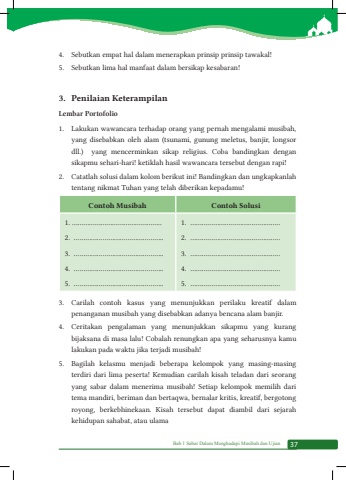 4. Sebutkan empat hal dalam menerapkan prinsip prinsip tawakal!
5. Sebutkan lima hal manfaat dalam bersikap kesabaran!
3. Penilaian Keterampilan
Lembar Portofolio
1. Lakukan wawancara terhadap orang yang pernah mengalami musibah,
yang disebabkan oleh alam (tsunami, gunung meletus, banjir, longsor
dll.) yang mencerminkan sikap religius. Coba bandingkan dengan
sikapmu sehari-hari! ketiklah hasil wawancara tersebut dengan rapi!
2. Catatlah solusi dalam kolom berikut ini! Bandingkan dan ungkapkanlah
tentang nikmat Tuhan yang telah diberikan kepadamu!
Contoh Musibah Contoh Solusi
1. ................................................ 1. ................................................
2. ................................................ 2. ................................................
3. ................................................ 3. ................................................
4. ................................................ 4. ................................................
5. ................................................ 5. ................................................
3. Carilah contoh kasus yang menunjukkan perilaku kreatif dalam
penanganan musibah yang disebabkan adanya bencana alam banjir.
4. Ceritakan pengalaman yang menunjukkan sikapmu yang kurang
bijaksana di masa lalu! Cobalah renungkan apa yang seharusnya kamu
lakukan pada waktu jika terjadi musibah!
5. Bagilah kelasmu menjadi beberapa kelompok yang masing-masing
terdiri dari lima peserta! Kemudian carilah kisah teladan dari seorang
yang sabar dalam menerima musibah! Setiap kelompok memilih dari
tema mandiri, beriman dan bertaqwa, bernalar kritis, kreatif, bergotong
royong, berkebhinekaan. Kisah tersebut dapat diambil dari sejarah
kehidupan sahabat, atau ulama
Bab 1 Sabar Dalam Menghadapi Musibah dan Ujian 37